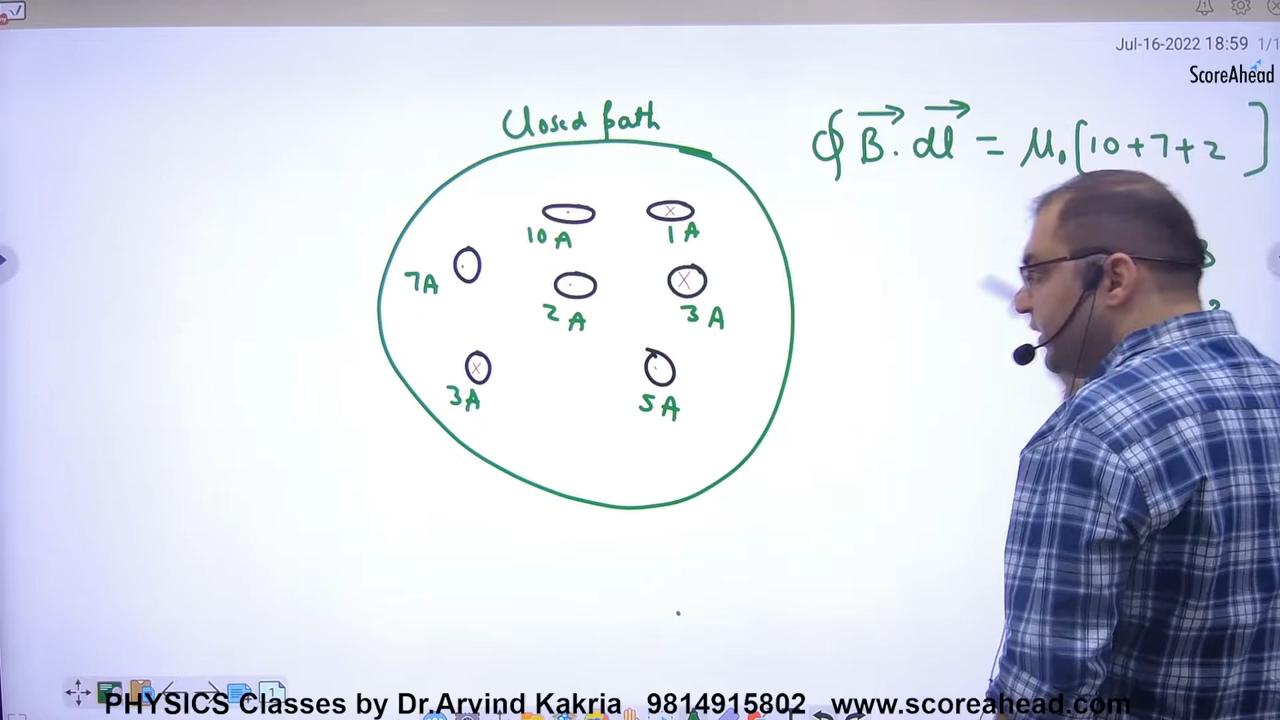 Jul-16-2022 18:59 1/1
ScoreAhead
Closed path
∮ B⃗ . dl⃗ = μ₀ [10+7+2 ]
10 A
1 A
7A
2 A
3 A
3A
5A
1
PHYSICS Classes by Dr.Arvind Kakria 9814915802 www.scoreahead.com